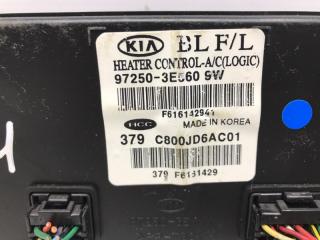 KIA BL F/L
HEATER CONTROL-A/C(LOGIC)
97250-3E560 9W
F616142941
HCC MADE IN KOREA
379 C800JD6AC01
379 F6161429